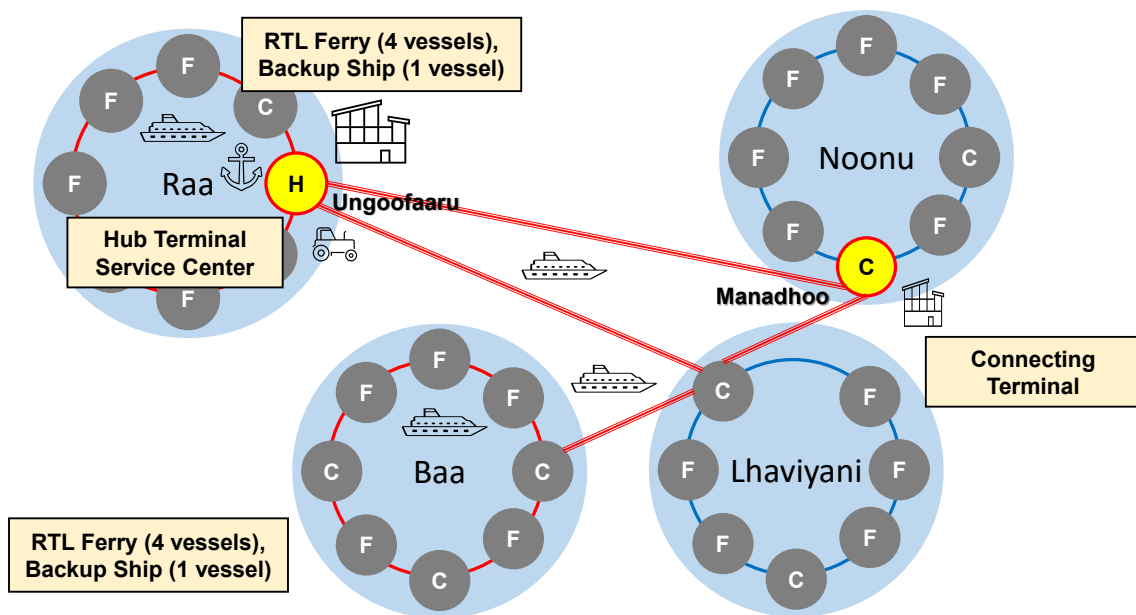 RTL Ferry (4 vessels),
Backup Ship (1 vessel)
F
F
C
F
Raa
H
Ungoofaaru
Hub Terminal
Service Center
F
F
F
F
F
Noonu
C
F
F
C
Manadhoo
Connecting
Terminal
F
F
F
C
Baa
C
F
F
C
RTL Ferry (4 vessels),
Backup Ship (1 vessel)
C
F
F
Lhaviyani
F
F
F
C